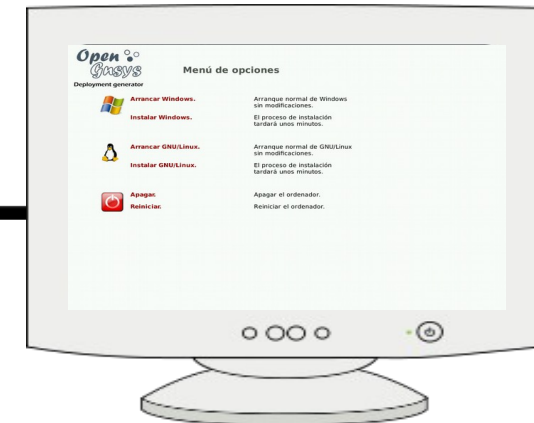 Open
Gnsys
Deployment generator
Menú de opciones
Arrancar Windows.
Arranque normal de Windows
sin modificaciones.
Instalar Windows.
El proceso de instalación
tardará unos minutos.
Arrancar GNU/Linux.
Arranque normal de GNU/Linux
sin modificaciones.
Instalar GNU/Linux.
El proceso de instalación
tardará unos minutos.
Apagar.
Apagar el ordenador.
Reiniciar.
Reiniciar el ordenador.